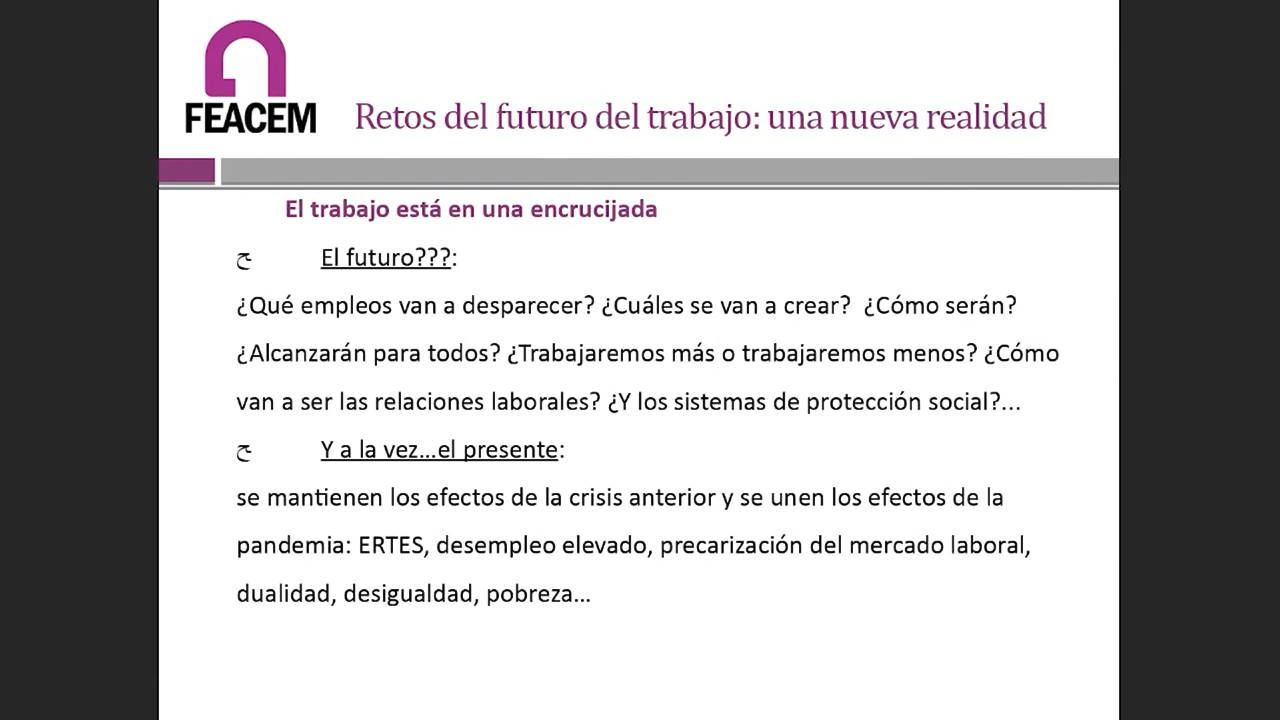 FEACEM
Retos del futuro del trabajo: una nueva realidad
El trabajo está en una encrucijada
ح El futuro???:
¿Qué empleos van a desparecer? ¿Cuáles se van a crear? ¿Cómo serán?
¿Alcanzarán para todos? ¿Trabajaremos más o trabajaremos menos? ¿Cómo
van a ser las relaciones laborales? ¿Y los sistemas de protección social?...
ح Y a la vez...el presente:
se mantienen los efectos de la crisis anterior y se unen los efectos de la
pandemia: ERTES, desempleo elevado, precarización del mercado laboral,
dualidad, desigualdad, pobreza...